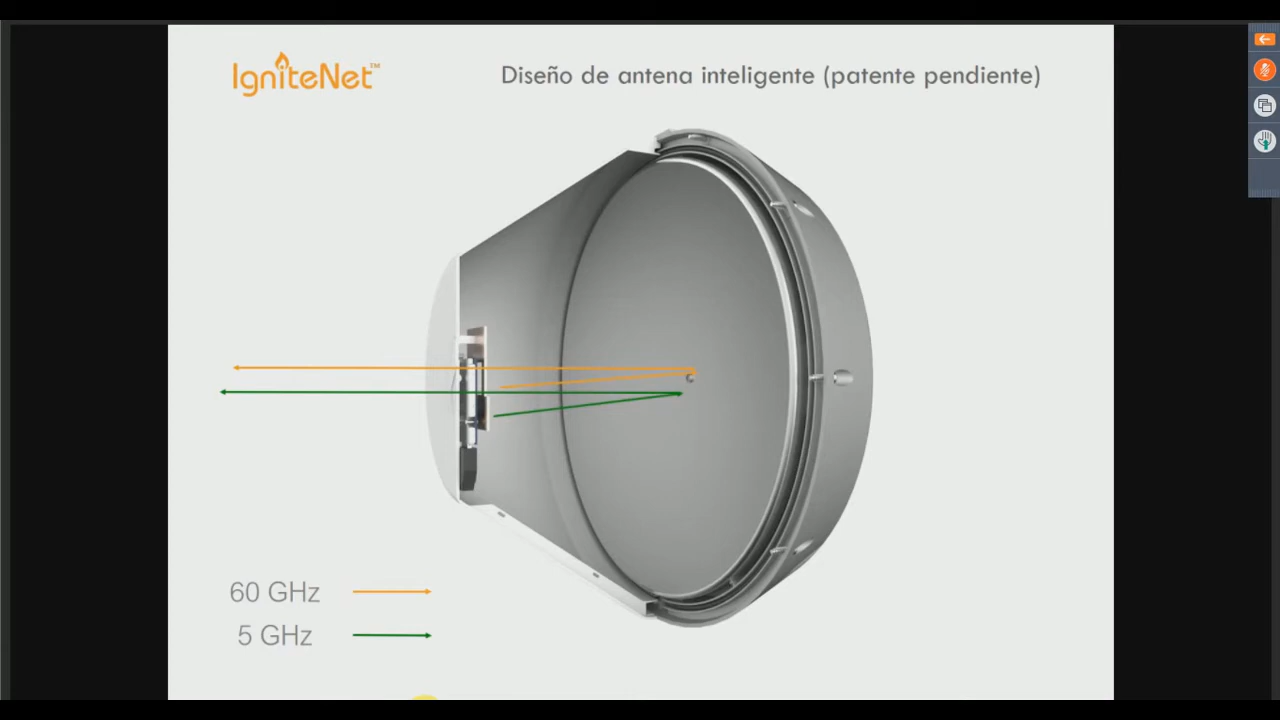 IgniteNet™
Diseño de antena inteligente (patente pendiente)
60 GHz
5 GHz